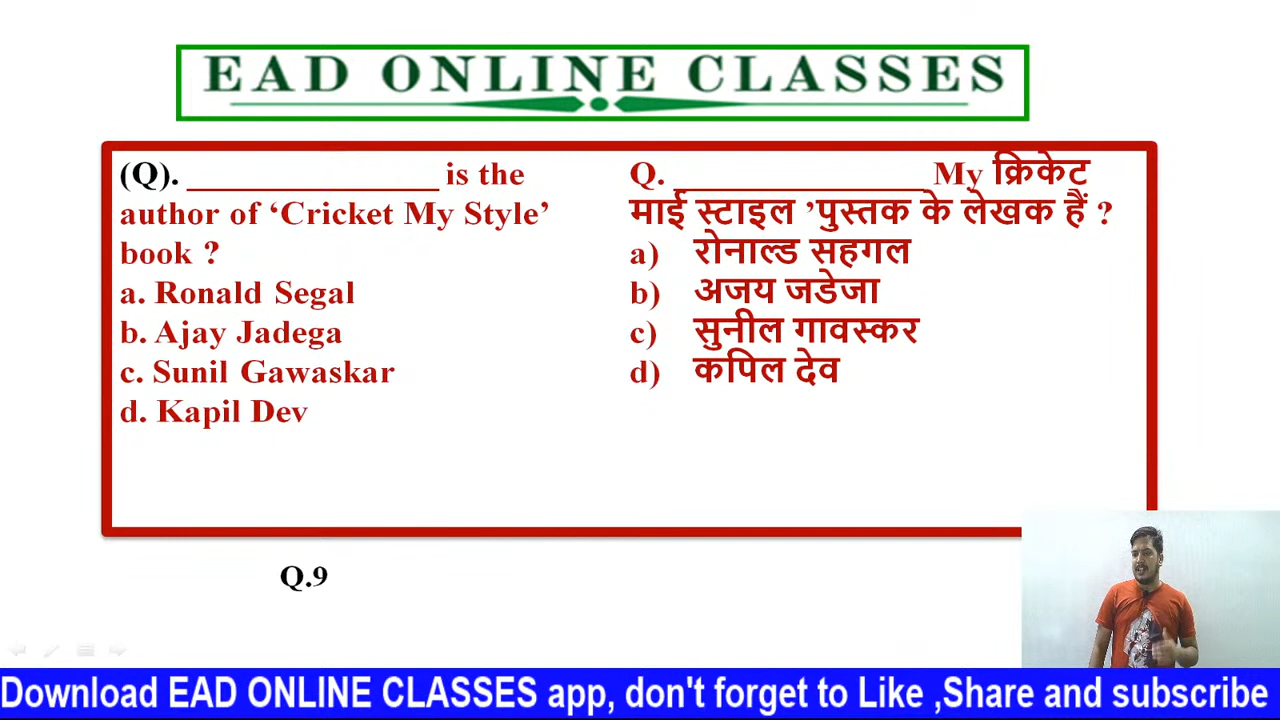 EAD ONLINE CLASSES
(Q). _______________ is the
author of ‘Cricket My Style’
book ?
a. Ronald Segal
b. Ajay Jadega
c. Sunil Gawaskar
d. Kapil Dev
Q. _______________ My क्रिकेट
माई स्टाइल ’पुस्तक के लेखक हैं ?
a) रोनाल्ड सहगल
b) अजय जडेजा
c) सुनील गावस्कर
d) कपिल देव
Q.9
Download EAD ONLINE CLASSES app, don't forget to Like ,Share and subscribe